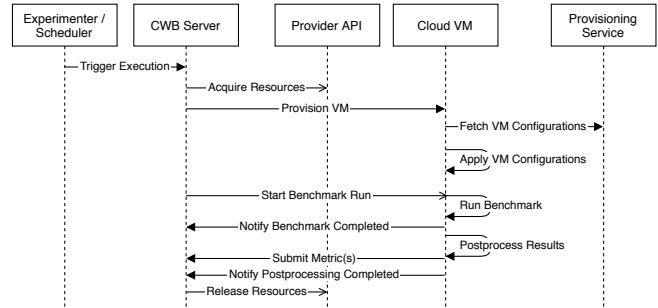 Experimenter /
Scheduler
CWB Server
Provider API
Cloud VM
Provisioning
Service
Trigger Execution
Acquire Resources
Provision VM
Fetch VM Configurations
Apply VM Configurations
Start Benchmark Run
Run Benchmark
Notify Benchmark Completed
Postprocess Results
Submit Metric(s)
Notify Postprocessing Completed
Release Resources